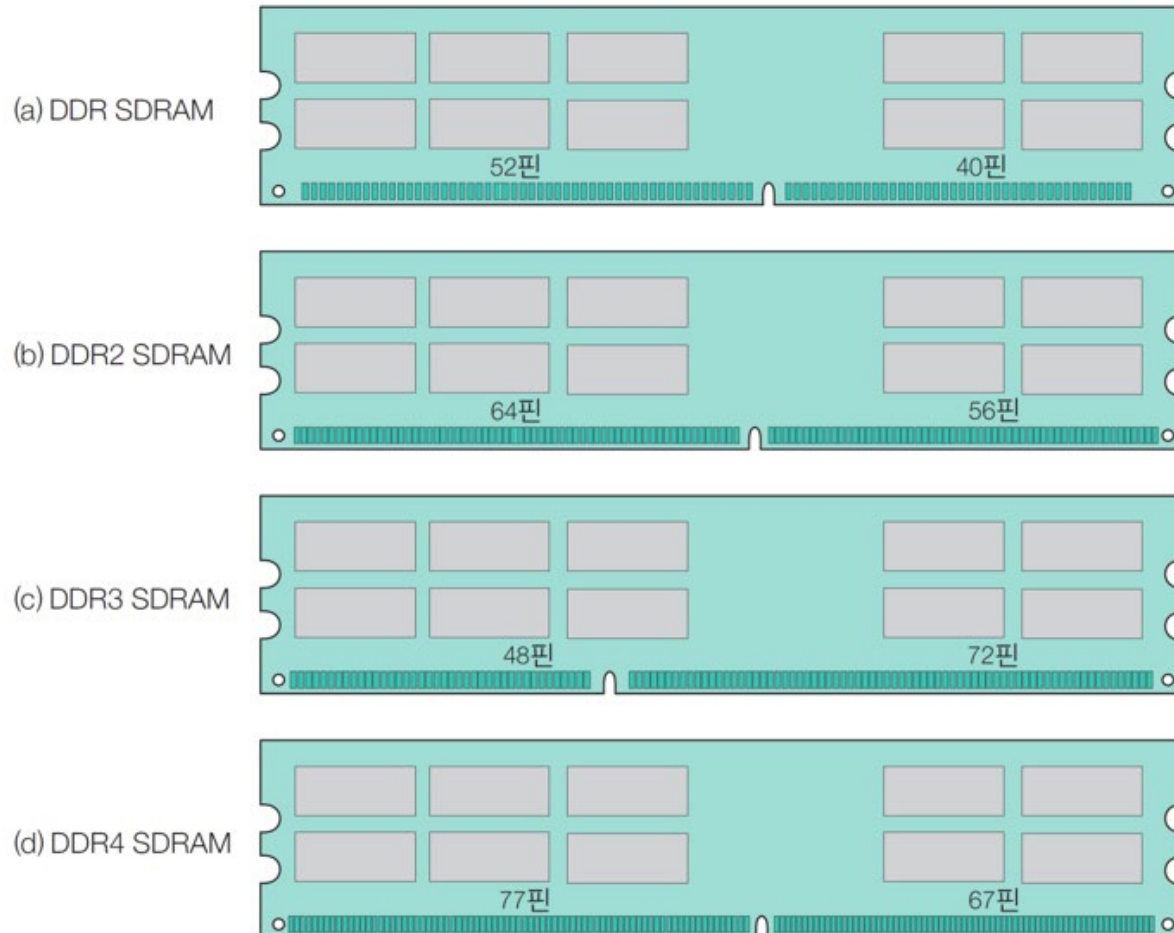 (a) DDR SDRAM
52핀 40핀
(b) DDR2 SDRAM
64핀 56핀
(c) DDR3 SDRAM
48핀 72핀
(d) DDR4 SDRAM
77핀 67핀